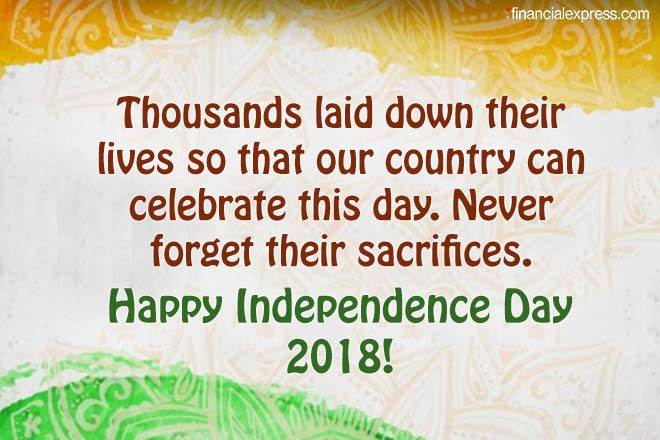 financialexpress.com
Thousands laid down their
lives so that our country can
celebrate this day. Never
forget their sacrifices.
Happy Independence Day
2018!